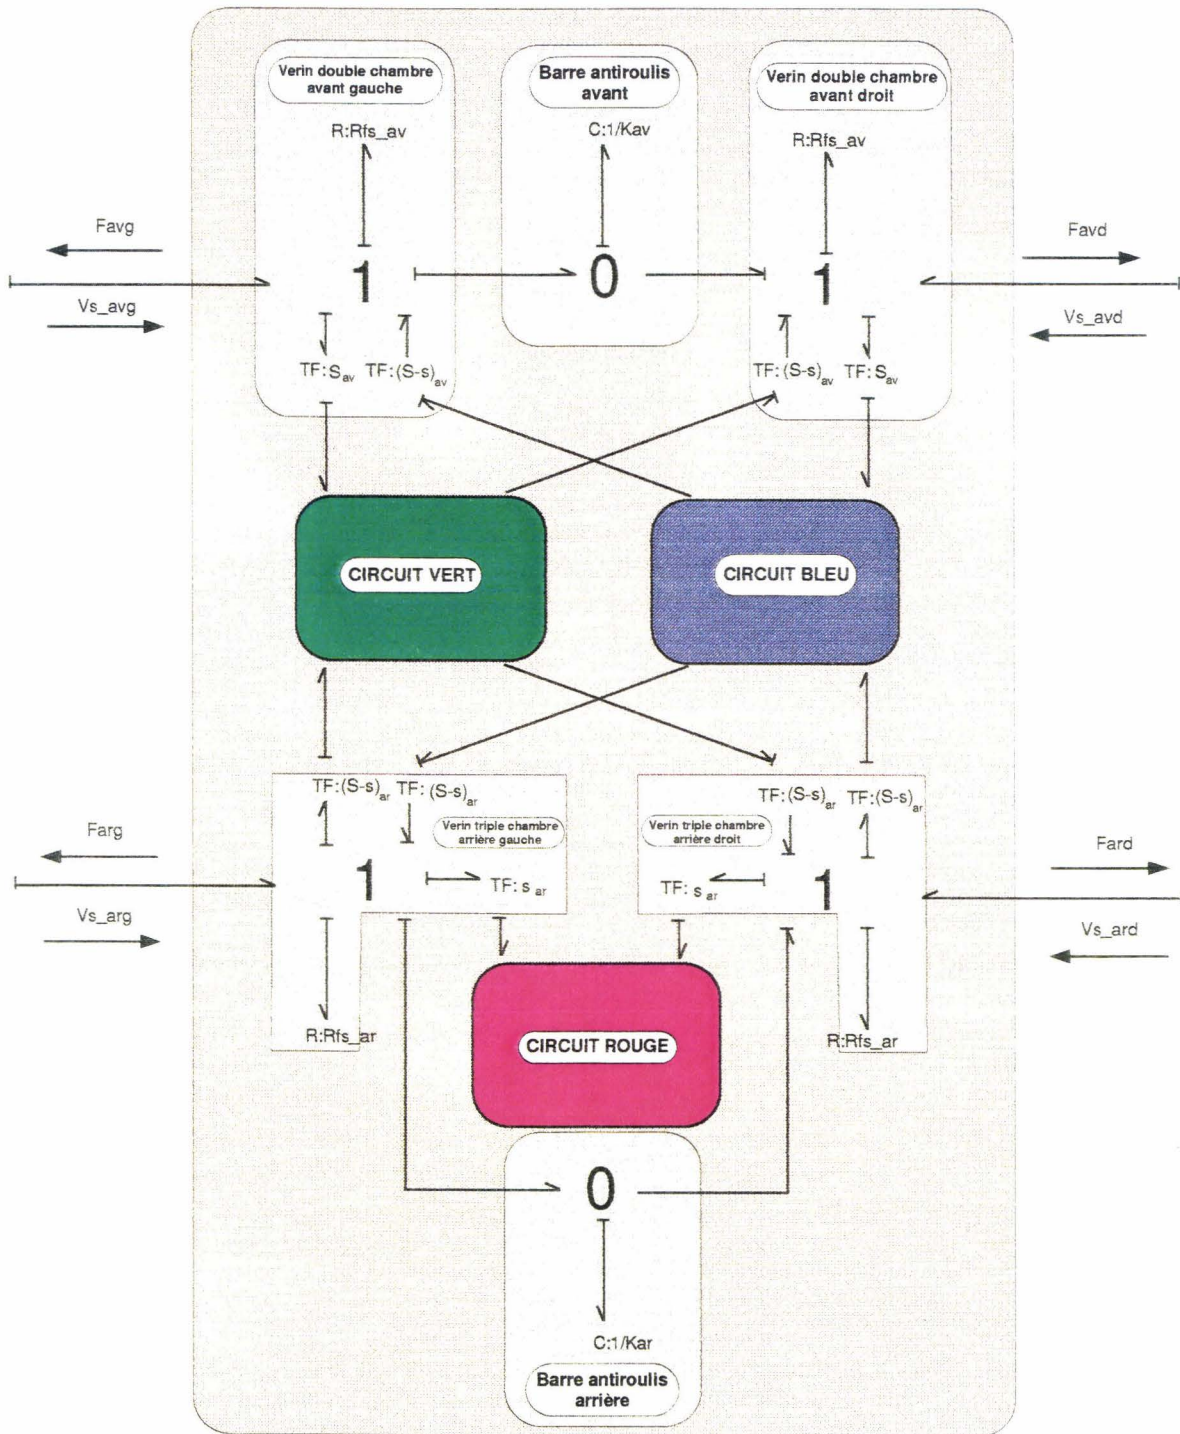 Verin double chambre
avant gauche
Barre antiroulis
avant
Verin double chambre
avant droit
R:Rfs_av
C:1/Kav
R:Rfs_av
Favg
Favd
1
0
1
Vs_avg
Vs_avd
TF:Sav
TF:(S-s)av
TF:(S-s)av
TF:Sav
CIRCUIT VERT
CIRCUIT BLEU
TF:(S-s)ar
TF:(S-s)ar
TF:(S-s)ar
TF:(S-s)ar
Verin triple chambre
arrière gauche
Verin triple chambre
arrière droit
Farg
Fard
1
TF: s ar
TF: s ar
1
Vs_arg
Vs_ard
R:Rfs_ar
CIRCUIT ROUGE
R:Rfs_ar
0
C:1/Kar
Barre antiroulis
arrière